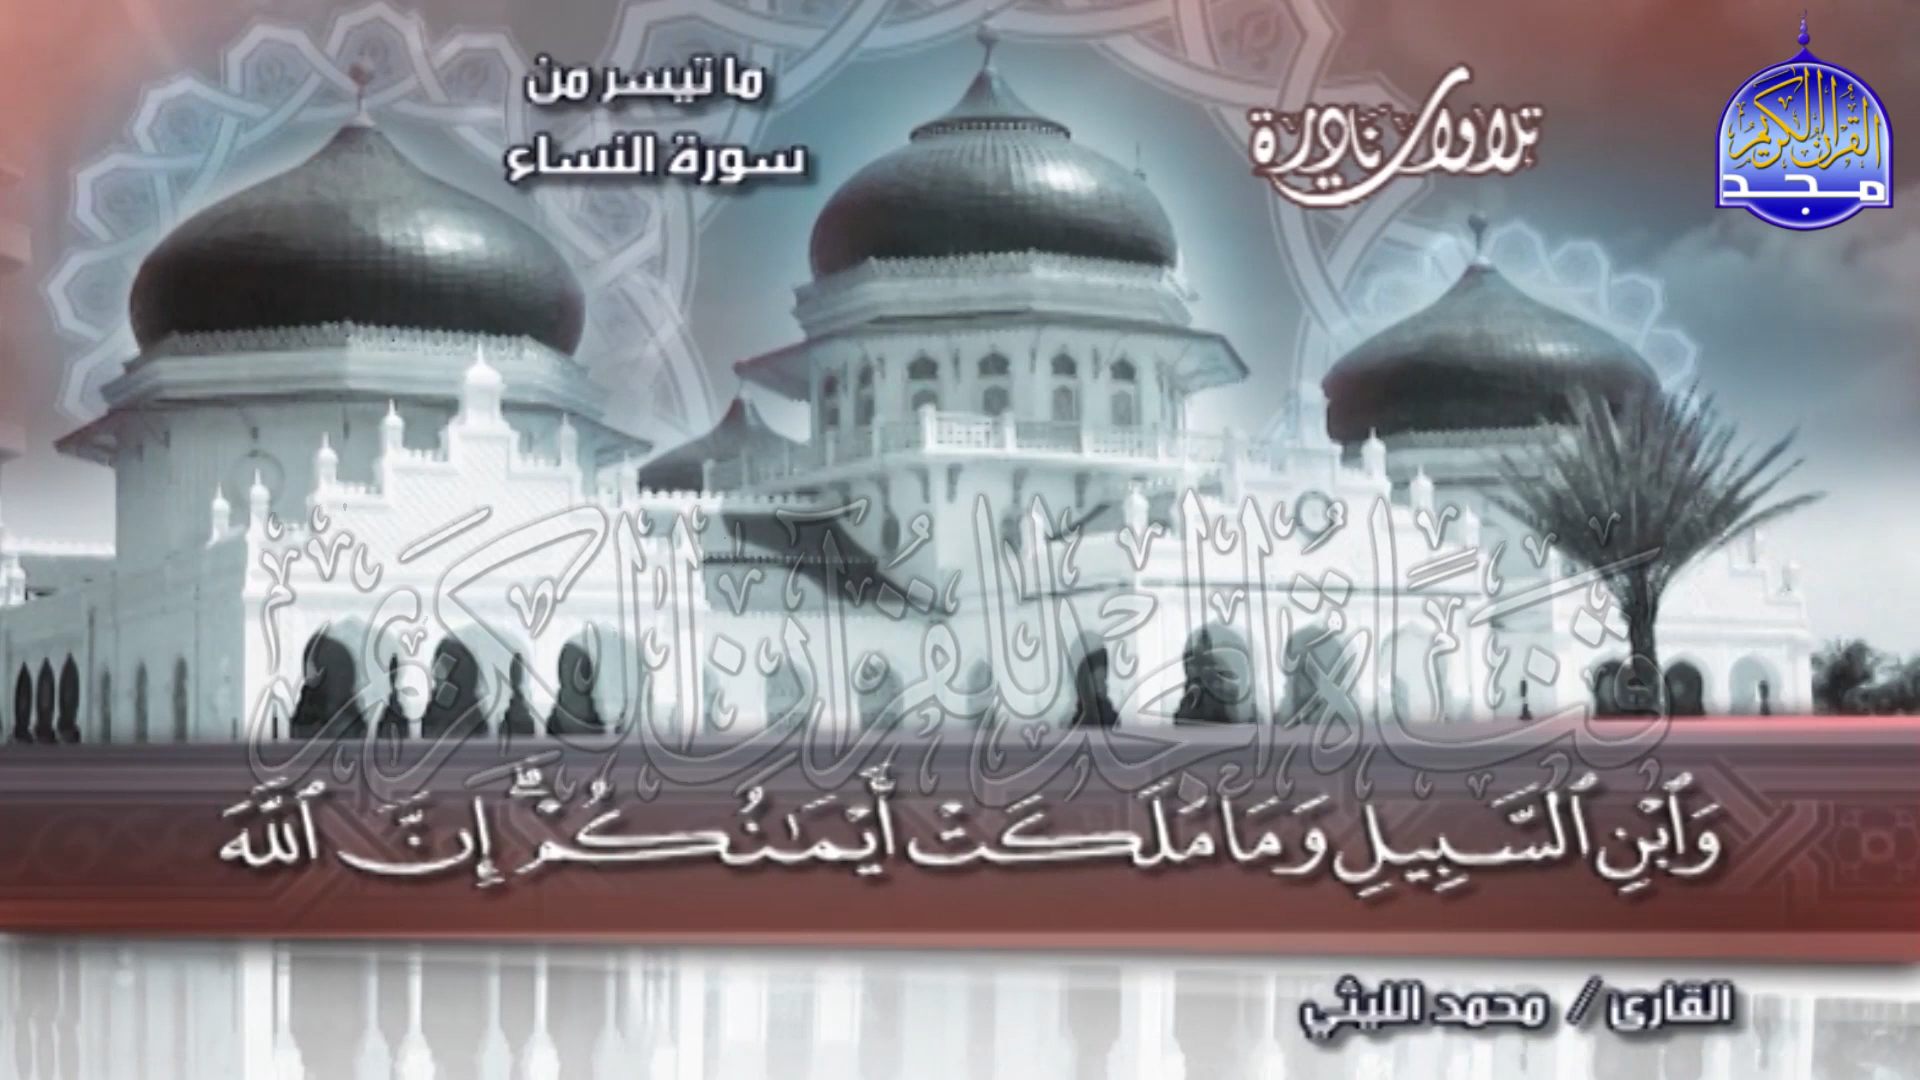 ما تيسر من
سورة النساء
تلاوات نادرة
القرآن الكريم
مجد
قناة المجد للقرآن الكريم
وَٱبْنِ ٱلسَّبِيلِ وَمَا مَلَكَتْ أَيْمَـٰنُكُمْ ۗ إِنَّ ٱللَّهَ
القارئ / محمد الليثي